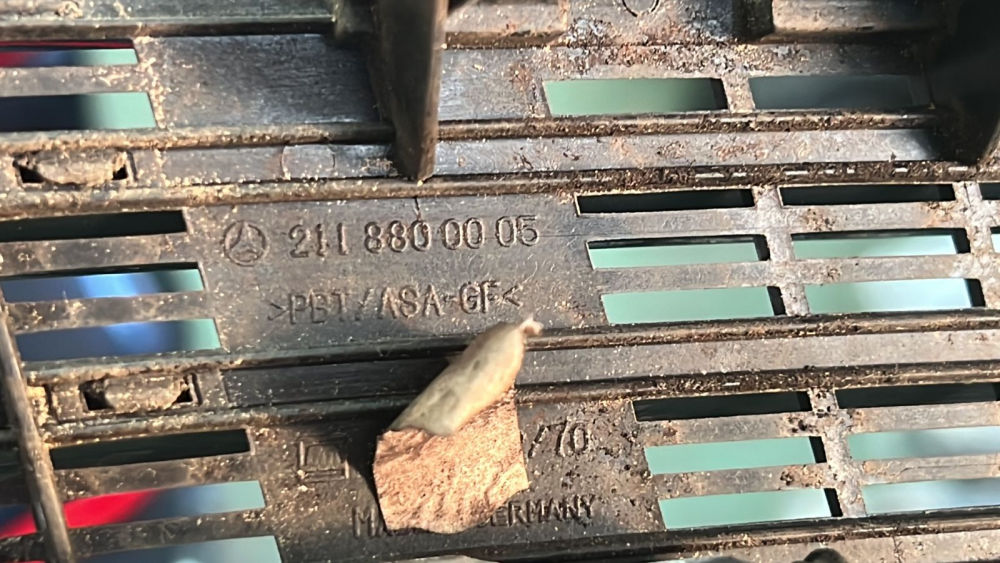 211 880 00 05
>PBT/ASA-GF<
/70
GERMANY